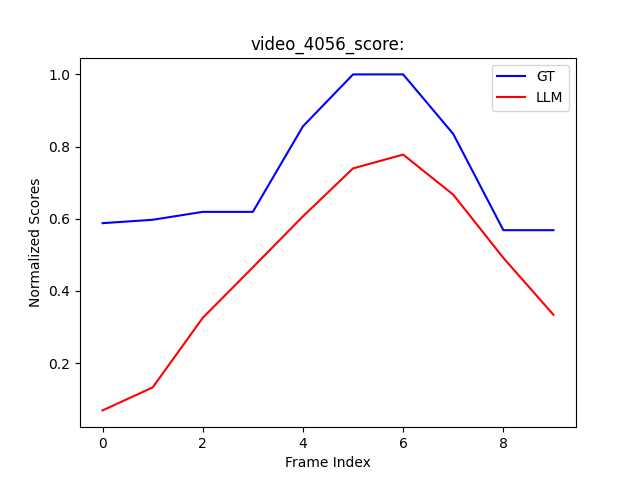 video_4056_score:
GT
LLM
Normalized Scores
1.0
0.8
0.6
0.4
0.2
0 2 4 6 8
Frame Index